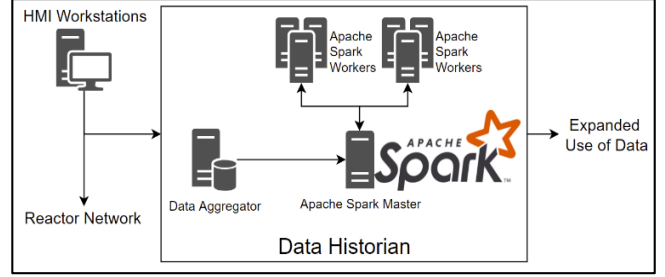 HMI Workstations
Apache
Spark
Workers
Apache
Spark
Workers
APACHE
Spark
TM
Expanded
Use of Data
Data Aggregator
Apache Spark Master
Reactor Network
Data Historian